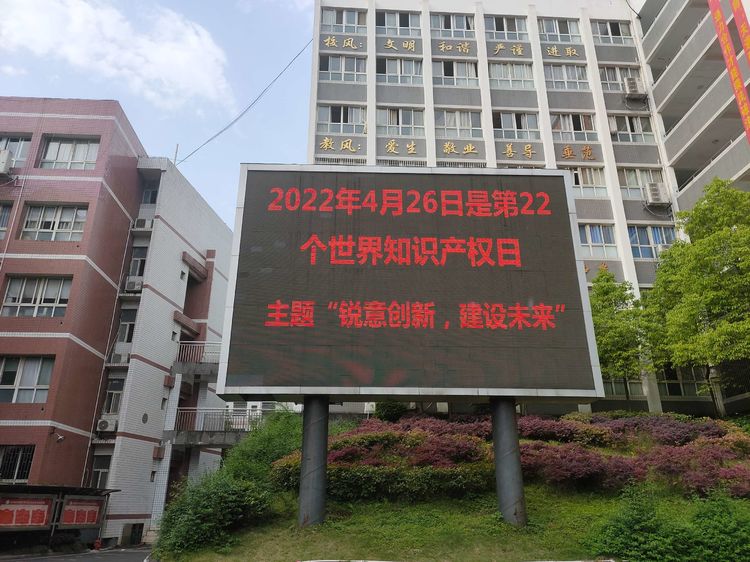 校风：文明 和谐 严谨 进取
教风：爱生 敬业 善导 垂范
2022年4月26日是第22
个世界知识产权日
主题“锐意创新，建设未来”